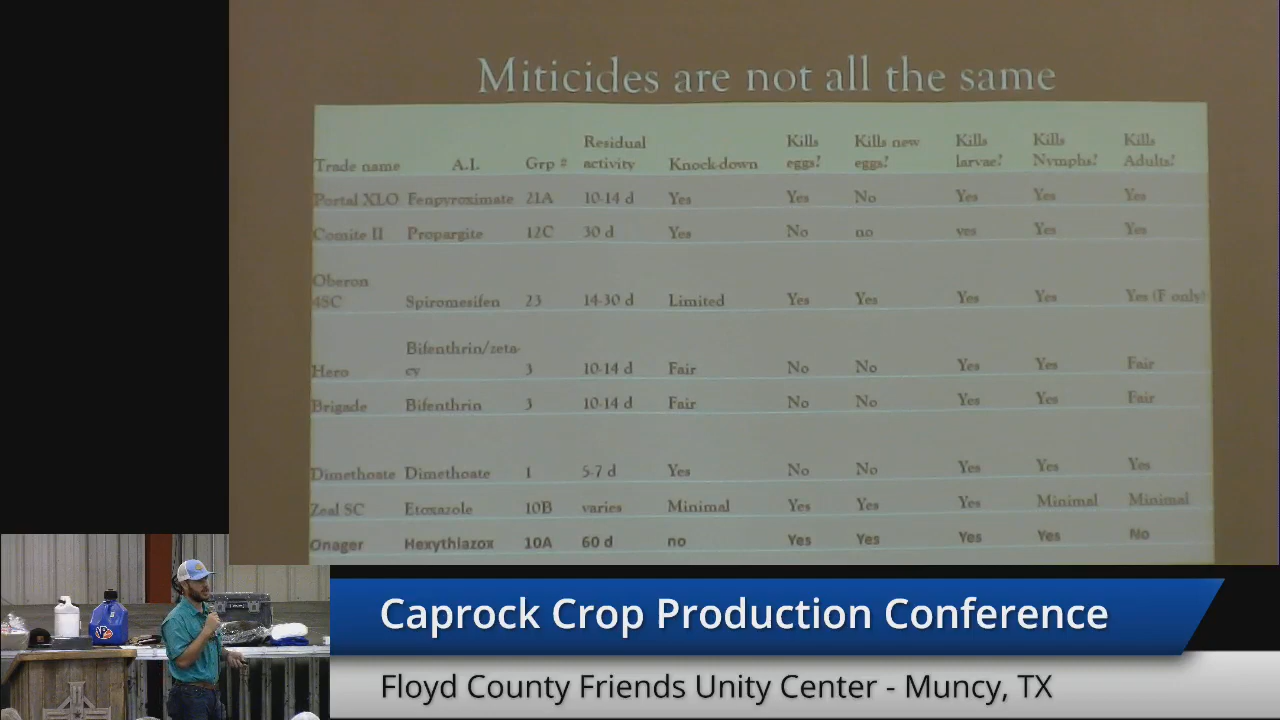 Miticides are not all the same
Trade name A.I. Grp # Residual activity Knock-down Kills eggs? Kills new eggs? Kills larvae? Kills Nymphs? Kills Adults?
Portal XLO Fenpyroximate 21A 10-14 d Yes Yes No Yes Yes Yes
Comite II Propargite 12C 30 d Yes No no yes Yes Yes
Oberon 4SC Spiromesifen 23 14-30 d Limited Yes Yes Yes Yes Yes (F only)
Hero Bifenthrin/zeta-cy 3 10-14 d Fair No No Yes Yes Fair
Brigade Bifenthrin 3 10-14 d Fair No No Yes Yes Fair
Dimethoate Dimethoate 1 5-7 d Yes No No Yes Yes Yes
Zeal SC Etoxazole 10B varies Minimal Yes Yes Yes Minimal Minimal
Onager Hexythiazox 10A 60 d no Yes Yes Yes Yes No
Caprock Crop Production Conference
Floyd County Friends Unity Center - Muncy, TX